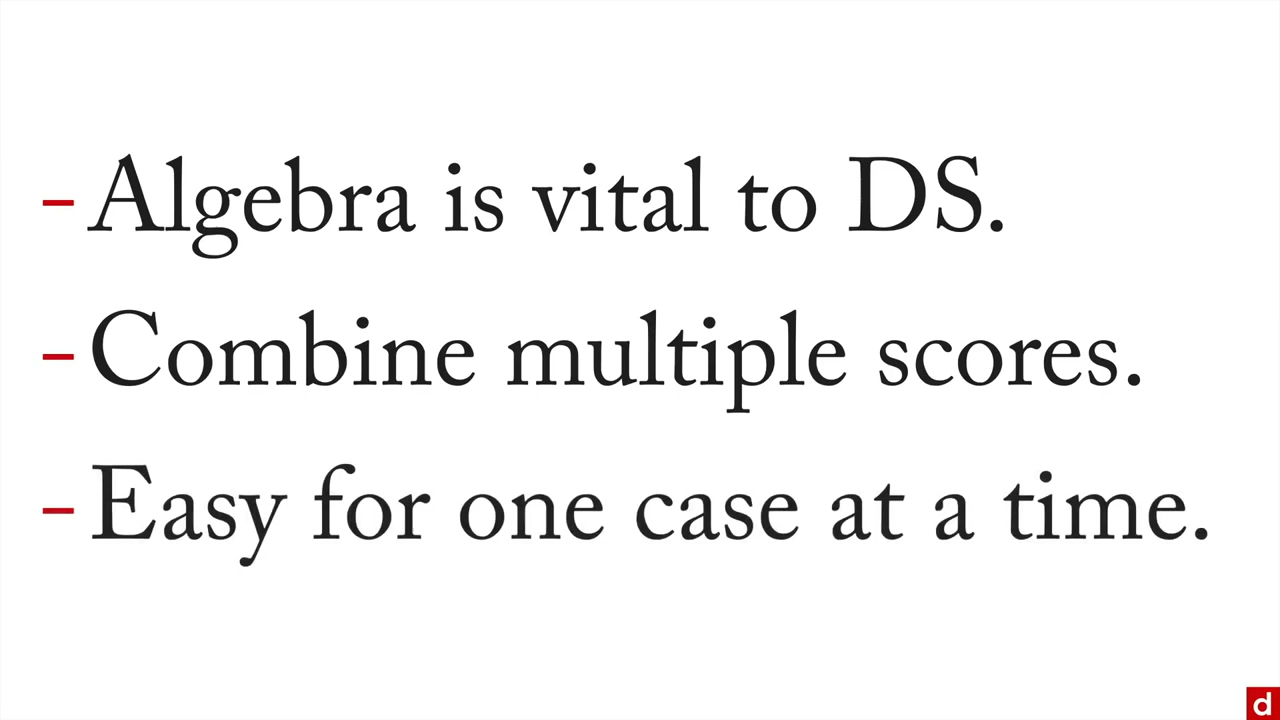 – Algebra is vital to DS.
– Combine multiple scores.
– Easy for one case at a time.
d